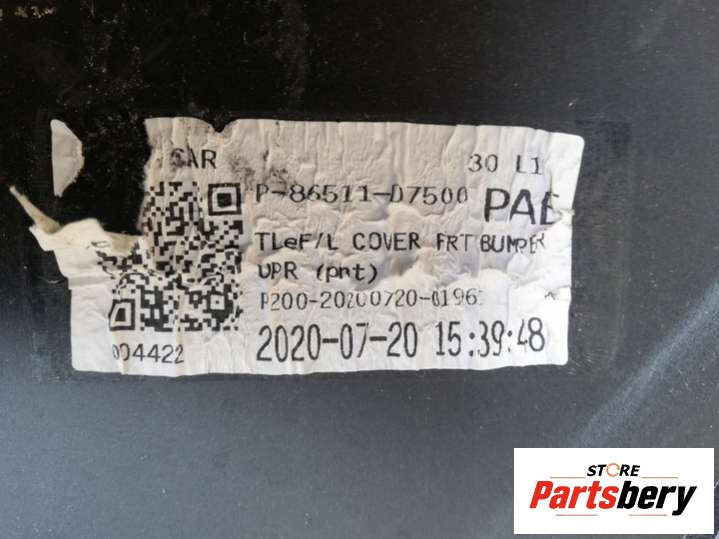 CAR
30 L1
P-86511-D7500
PAE
TLeF/L COVER FRT BUMPER
UPR (pnt)
P200-20200720-0196
004422
2020-07-20 15:39:48
STORE
Partsbery